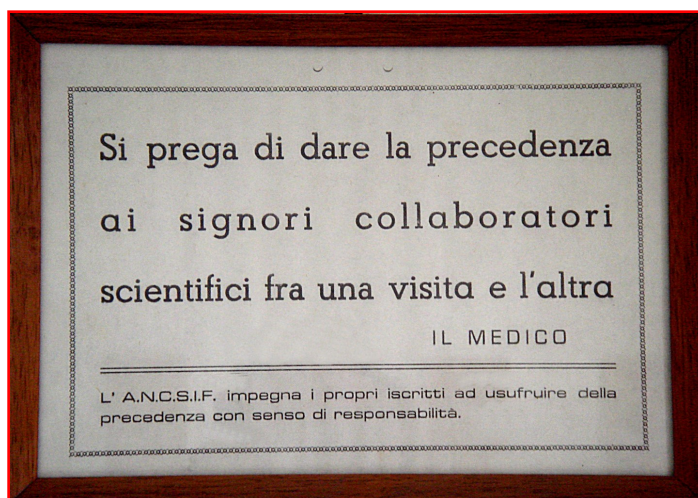 Si prega di dare la precedenza
ai signori collaboratori
scientifici fra una visita e l'altra
IL MEDICO
L' A.N.C.S.I.F. impegna i propri iscritti ad usufruire della
precedenza con senso di responsabilità.